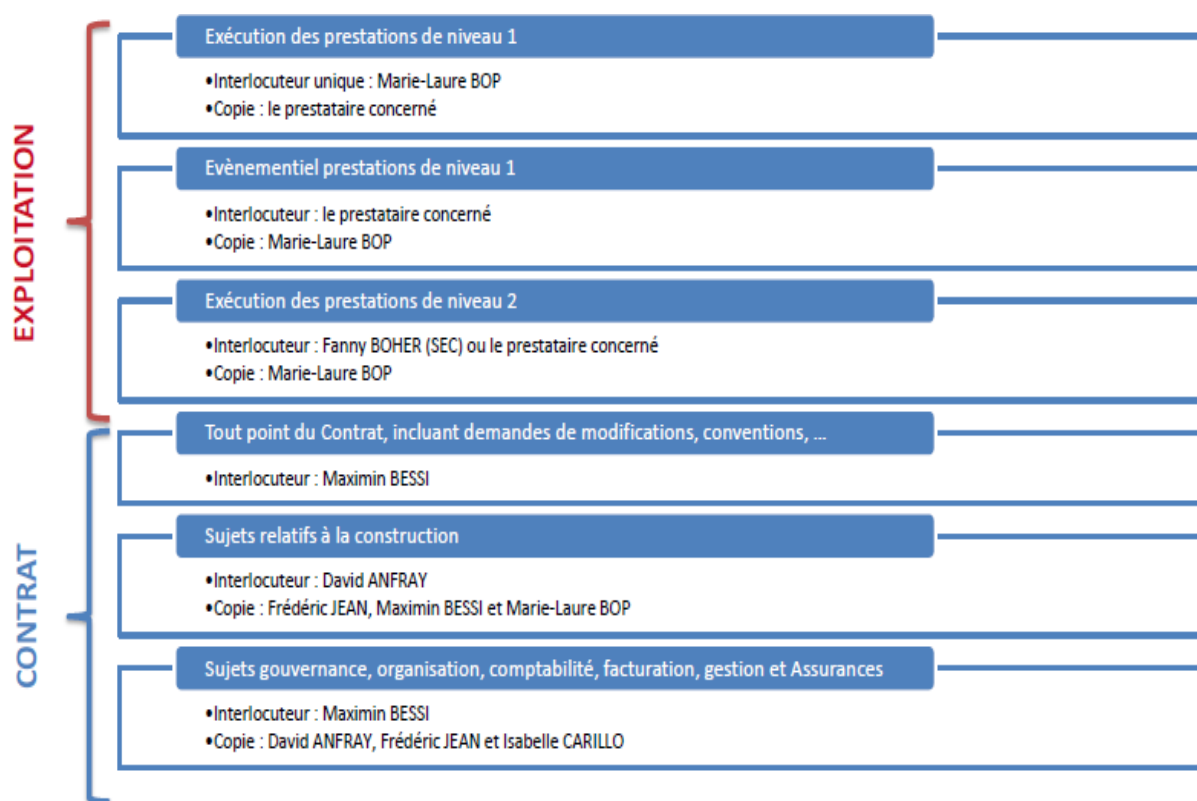 EXPLOITATION
Exécution des prestations de niveau 1
•Interlocuteur unique : Marie-Laure BOP
•Copie : le prestataire concerné
Evènementiel prestations de niveau 1
•Interlocuteur : le prestataire concerné
•Copie : Marie-Laure BOP
Exécution des prestations de niveau 2
•Interlocuteur : Fanny BOHER (SEC) ou le prestataire concerné
•Copie : Marie-Laure BOP
CONTRAT
Tout point du Contrat, incluant demandes de modifications, conventions, ...
•Interlocuteur : Maximin BESSI
Sujets relatifs à la construction
•Interlocuteur : David ANFRAY
•Copie : Frédéric JEAN, Maximin BESSI et Marie-Laure BOP
Sujets gouvernance, organisation, comptabilité, facturation, gestion et Assurances
•Interlocuteur : Maximin BESSI
•Copie : David ANFRAY, Frédéric JEAN et Isabelle CARILLO